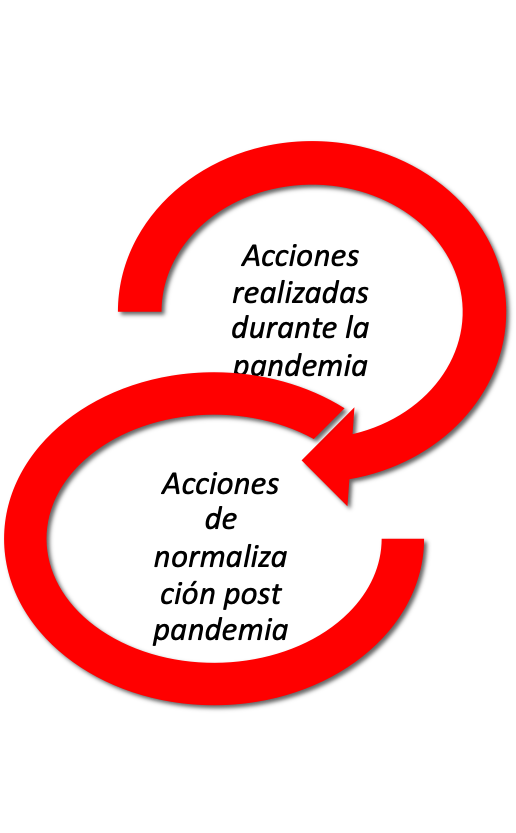 Acciones
realizadas
durante la
pandemia
Acciones
de
normaliza
ción post
pandemia